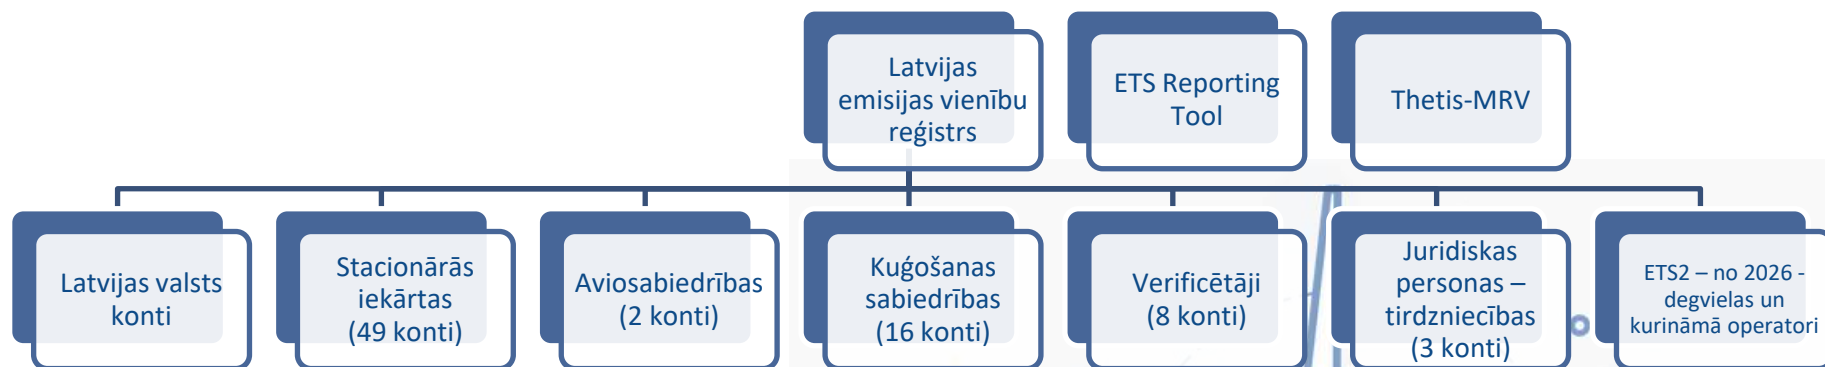 Latvijas
emisijas vienību
reģistrs
ETS Reporting
Tool
Thetis-MRV
Latvijas valsts
konti
Stacionārās
iekārtas
(49 konti)
Aviosabiedrības
(2 konti)
Kuģošanas
sabiedrības
(16 konti)
Verificētāji
(8 konti)
Juridiskas
personas –
tirdzniecības
(3 konti)
ETS2 – no 2026 -
degvielas un
kurināmā operatori